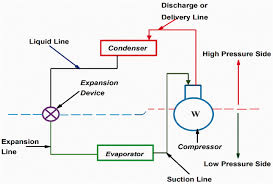 Discharge or
Delivery Line
Liquid Line
Condenser
High Pressure Side
Expansion
Device
W
Expansion
Line
Compressor
Evaporator
Low Pressure Side
Suction Line